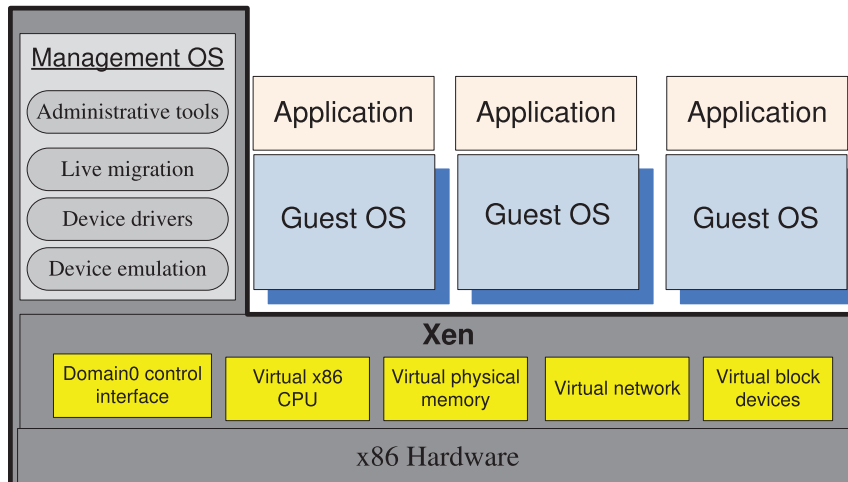 Management OS
Administrative tools
Live migration
Device drivers
Device emulation
Application
Guest OS
Application
Guest OS
Application
Guest OS
Xen
Domain0 control
interface
Virtual x86
CPU
Virtual physical
memory
Virtual network
Virtual block
devices
x86 Hardware